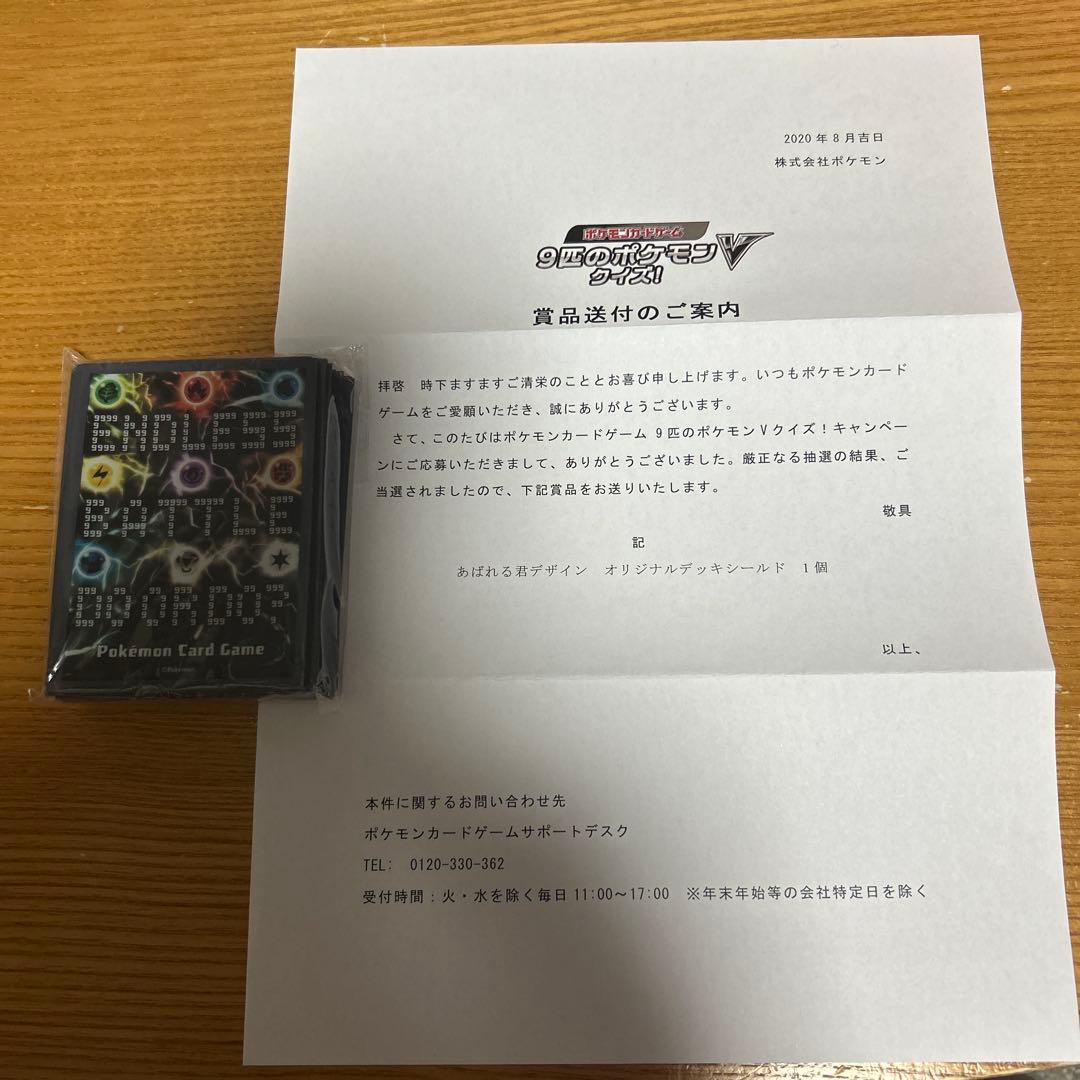 2020年8月吉日
株式会社ポケモン
ポケモンカードゲーム
9匹のポケモンV
クイズ!
賞品送付のご案内
拝啓　時下ますますご清栄のこととお喜び申し上げます。いつもポケモンカード
ゲームをご愛顧いただき、誠にありがとうございます。
さて、このたびはポケモンカードゲーム 9匹のポケモンVクイズ！キャンペー
ンにご応募いただきまして、ありがとうございました。厳正なる抽選の結果、ご
当選されましたので、下記賞品をお送りいたします。
敬具
記
あばれる君デザイン　オリジナルデッキシールド　1個
以上、
本件に関するお問い合わせ先
ポケモンカードゲームサポートデスク
TEL:　0120-330-362
受付時間：火・水を除く毎日 11:00～17:00　※年末年始等の会社特定日を除く
Pokémon Card Game
©Pokémon